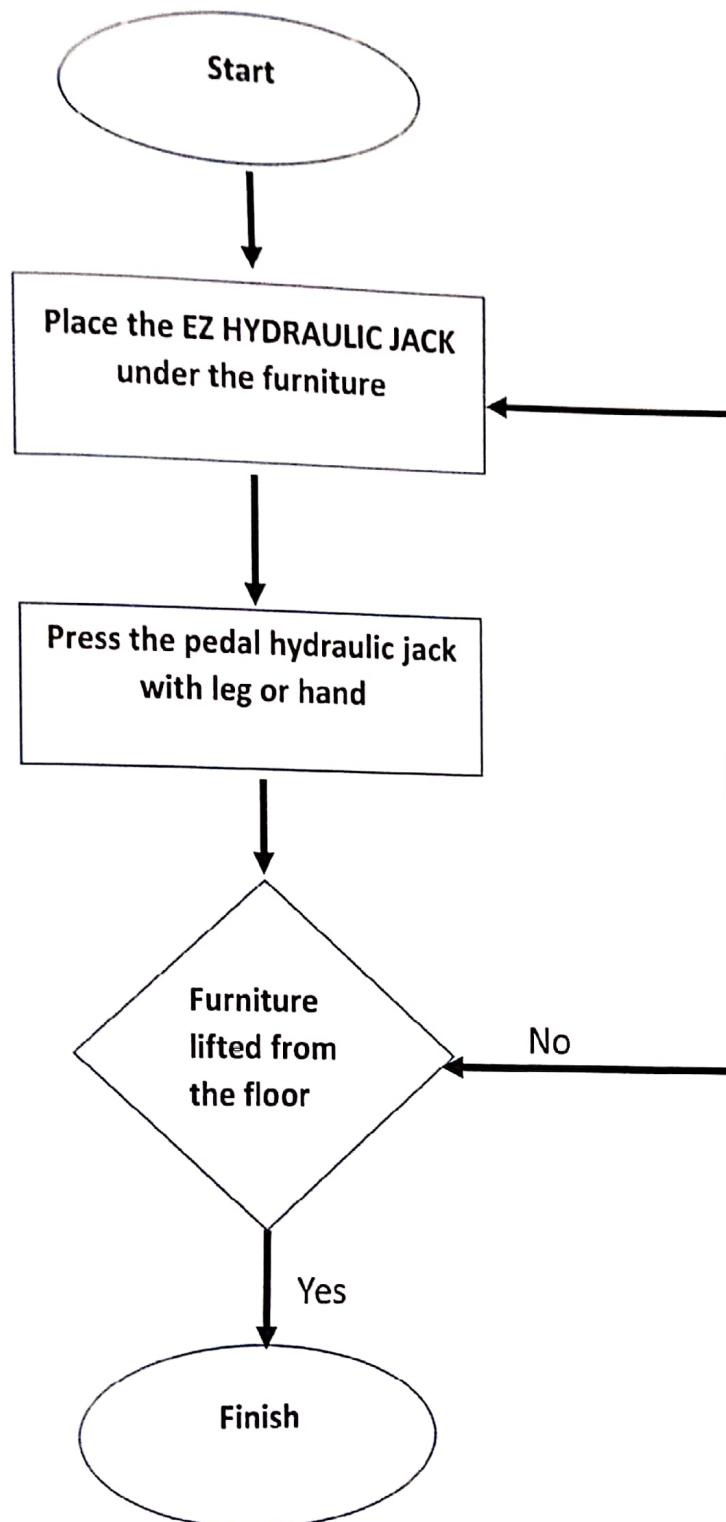 Start
Place the EZ HYDRAULIC JACK
under the furniture
Press the pedal hydraulic jack
with leg or hand
Furniture
lifted from
the floor
No
Yes
Finish